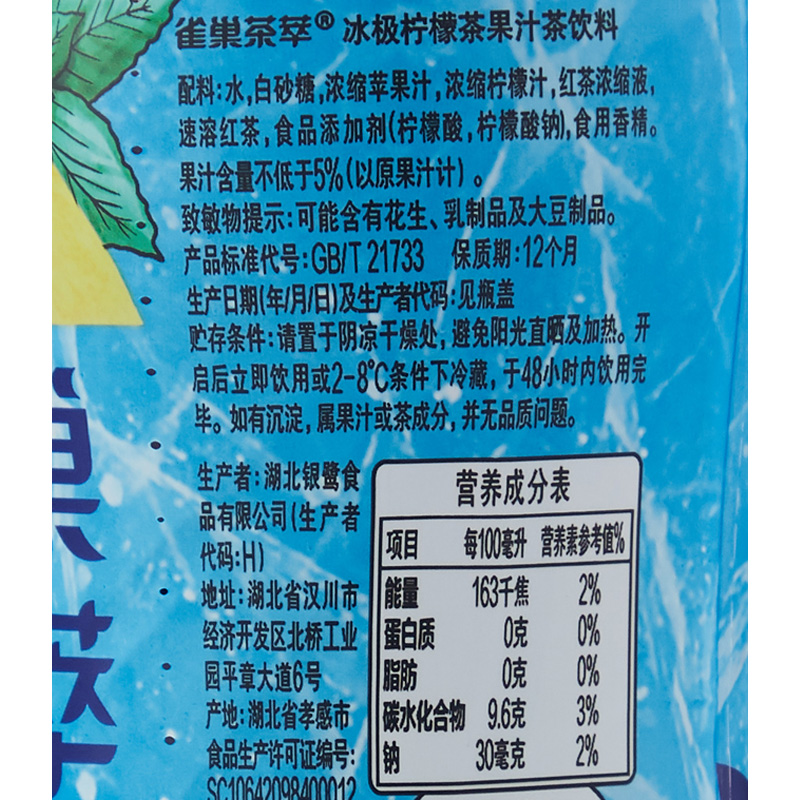 雀巢茶萃® 冰极柠檬茶果汁茶饮料
配料:水,白砂糖,浓缩苹果汁,浓缩柠檬汁,红茶浓缩液,
速溶红茶,食品添加剂(柠檬酸,柠檬酸钠),食用香精。
果汁含量不低于5%(以原果汁计)。
致敏物提示:可能含有花生、乳制品及大豆制品。
产品标准代号:GB/T 21733 保质期:12个月
生产日期(年/月/日)及生产者代码:见瓶盖
贮存条件:请置于阴凉干燥处,避免阳光直晒及加热。开
启后立即饮用或2-8℃条件下冷藏,于48小时内饮用完
毕。如有沉淀,属果汁或茶成分,并无品质问题。
生产者:湖北银鹭食
品有限公司(生产者
代码:H)
地址:湖北省汉川市
经济开发区北桥工业
园平章大道6号
产地:湖北省孝感市
食品生产许可证编号:
SC10642098400012
营养成分表
项目 每100毫升 营养素参考值%
能量 163千焦 2%
蛋白质 0克 0%
脂肪 0克 0%
碳水化合物 9.6克 3%
钠 30毫克 2%